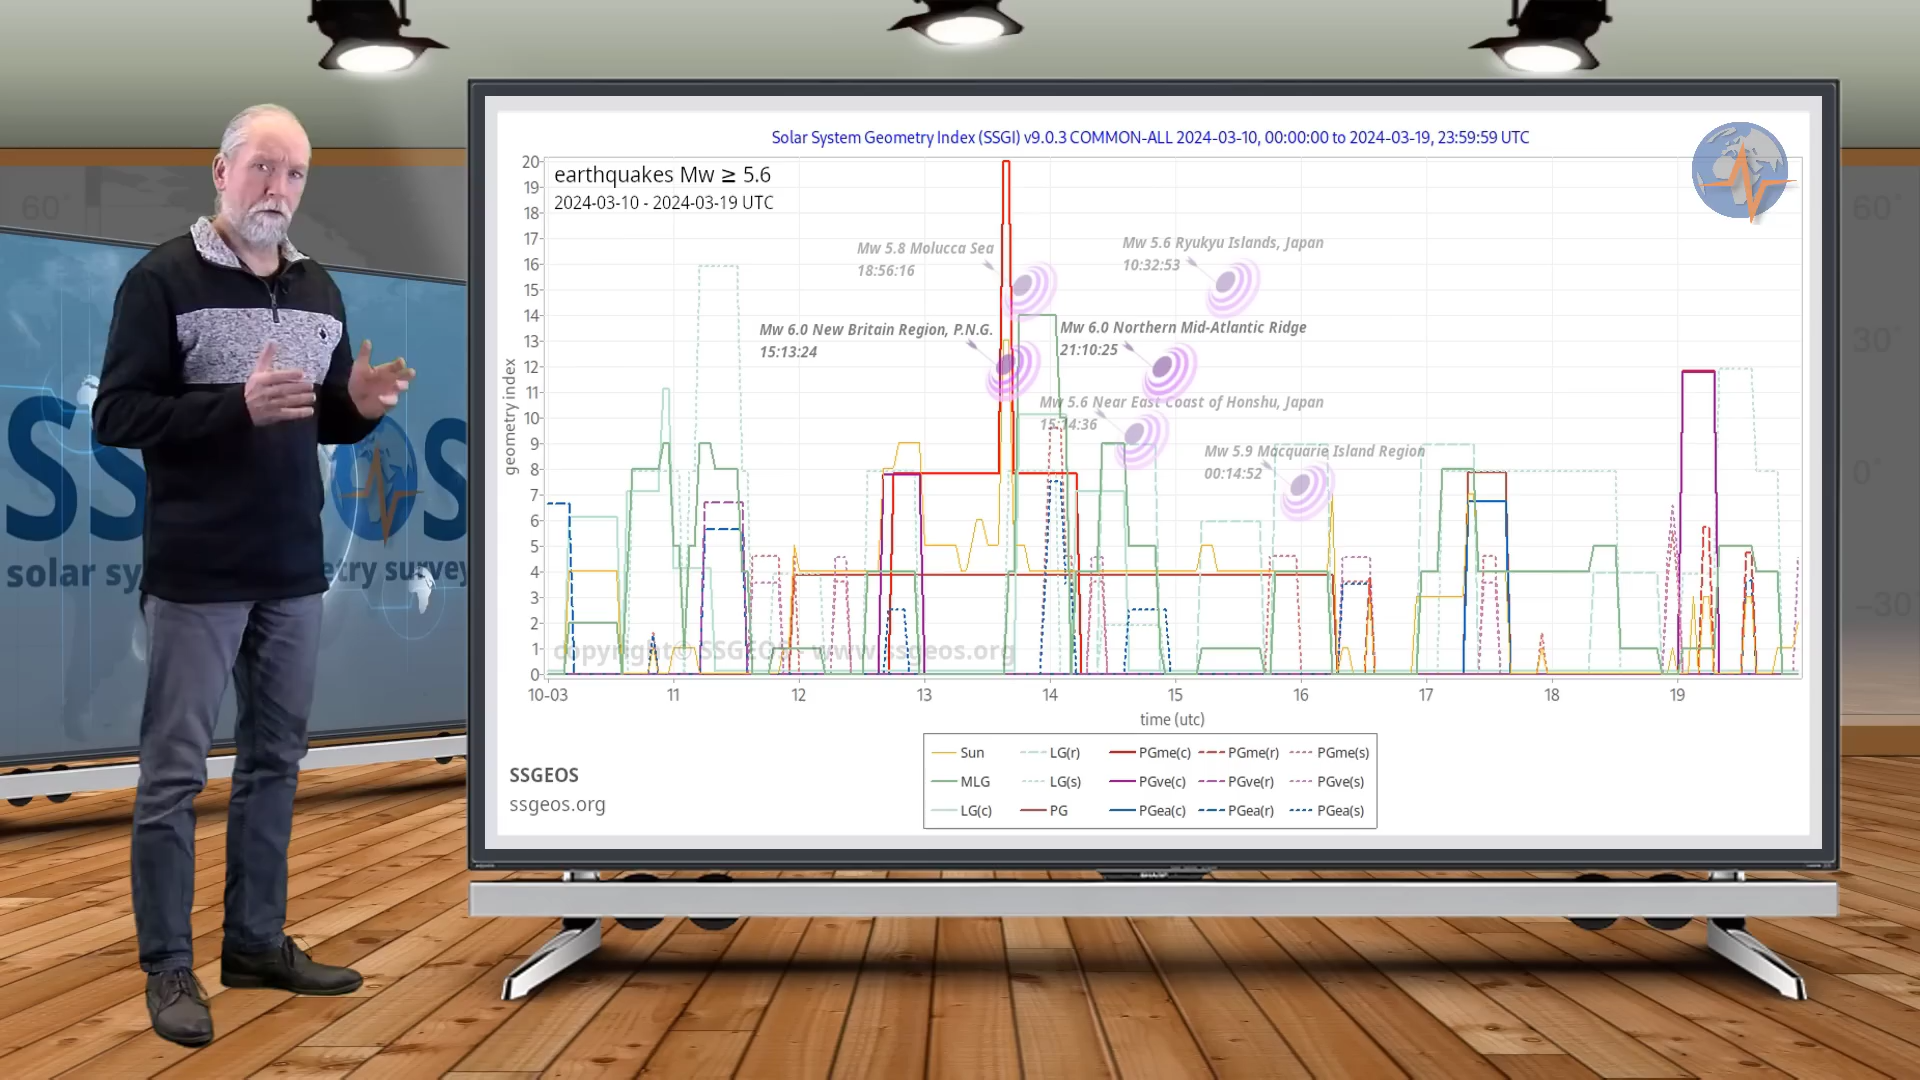 Solar System Geometry Index (SSGI) v9.0.3 COMMON-ALL 2024-03-10, 00:00:00 to 2024-03-19, 23:59:59 UTC
earthquakes Mw ≥ 5.6
2024-03-10 - 2024-03-19 UTC
20
19
18
17
16
15
14
13
12
11
10
9
8
7
6
5
4
3
2
1
0
geometry index
Mw 5.8 Molucca Sea
18:56:16
Mw 5.6 Ryukyu Islands, Japan
10:32:53
Mw 6.0 New Britain Region, P.N.G.
15:13:24
Mw 6.0 Northern Mid-Atlantic Ridge
21:10:25
Mw 5.6 Near East Coast of Honshu, Japan
15:14:36
Mw 5.9 Macquarie Island Region
00:14:52
copyright © SSGEOS - www.ssgeos.org
10-03 11 12 13 14 15 16 17 18 19
time (utc)
Sun LG(r) PGme(c) PGme(r) PGme(s)
MLG LG(s) PGve(c) PGve(r) PGve(s)
LG(c) PG PGea(c) PGea(r) PGea(s)
SSGEOS
ssgeos.org
60°
SS OS
solar sy etry survey
60°
30°
0°
-30